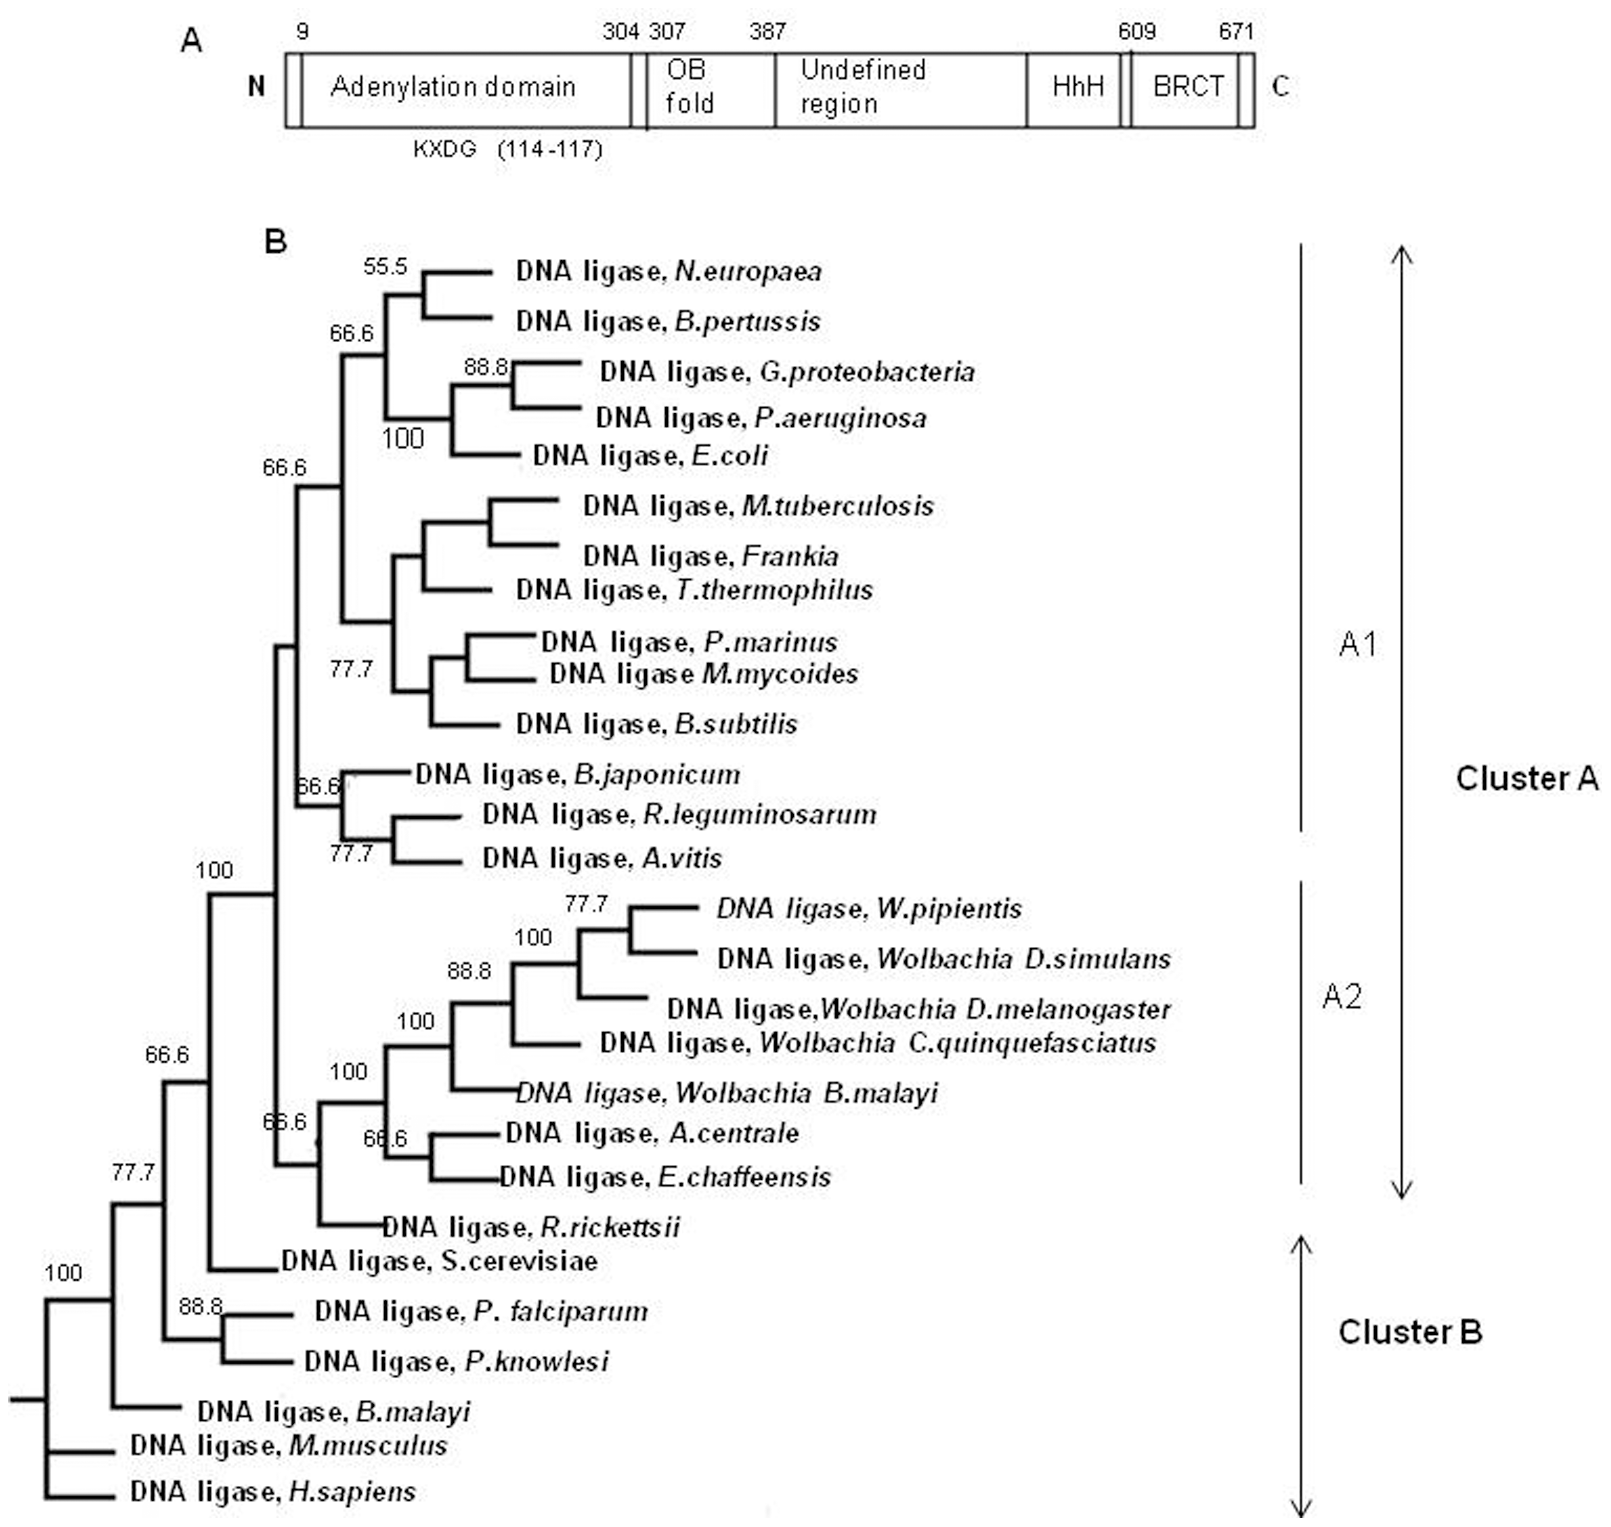 A
9 304 307 387 609 671
N Adenylation domain OB fold Undefined region HhH BRCT C
KXDG (114-117)
B
55.5
DNA ligase, N.europaea
DNA ligase, B.pertussis
66.6
88.8
DNA ligase, G.proteobacteria
DNA ligase, P.aeruginosa
100
DNA ligase, E.coli
66.6
DNA ligase, M.tuberculosis
DNA ligase, Frankia
DNA ligase, T.thermophilus
DNA ligase, P.marinus
A1
77.7
DNA ligase M.mycoides
DNA ligase, B.subtilis
DNA ligase, B.japonicum
Cluster A
66.6
DNA ligase, R.leguminosarum
77.7
DNA ligase, A.vitis
100
77.7
DNA ligase, W.pipientis
100
DNA ligase, Wolbachia D.simulans
88.8
A2
DNA ligase,Wolbachia D.melanogaster
100
DNA ligase, Wolbachia C.quinquefasciatus
66.6
100
DNA ligase, Wolbachia B.malayi
66.6
66.6
DNA ligase, A.centrale
DNA ligase, E.chaffeensis
77.7
DNA ligase, R.rickettsii
DNA ligase, S.cerevisiae
100
88.8
DNA ligase, P. falciparum
Cluster B
DNA ligase, P.knowlesi
DNA ligase, B.malayi
DNA ligase, M.musculus
DNA ligase, H.sapiens